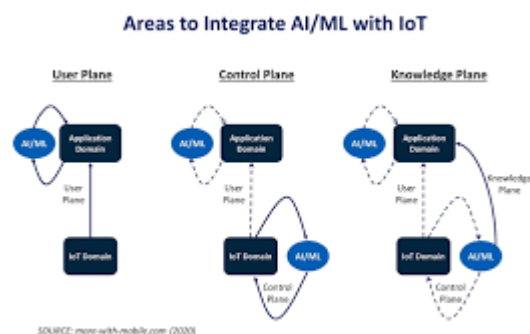 Areas to Integrate AI/ML with IoT
User Plane
Control Plane
Knowledge Plane
AI/ML
Application
Domain
User
Plane
IoT Domain
AI/ML
Application
Domain
User
Plane
IoT Domain
AI/ML
Control
Plane
AI/ML
Application
Domain
Knowledge
Plane
User
Plane
IoT Domain
AI/ML
Control
Plane
SOURCE: more-with-mobile.com (2020)